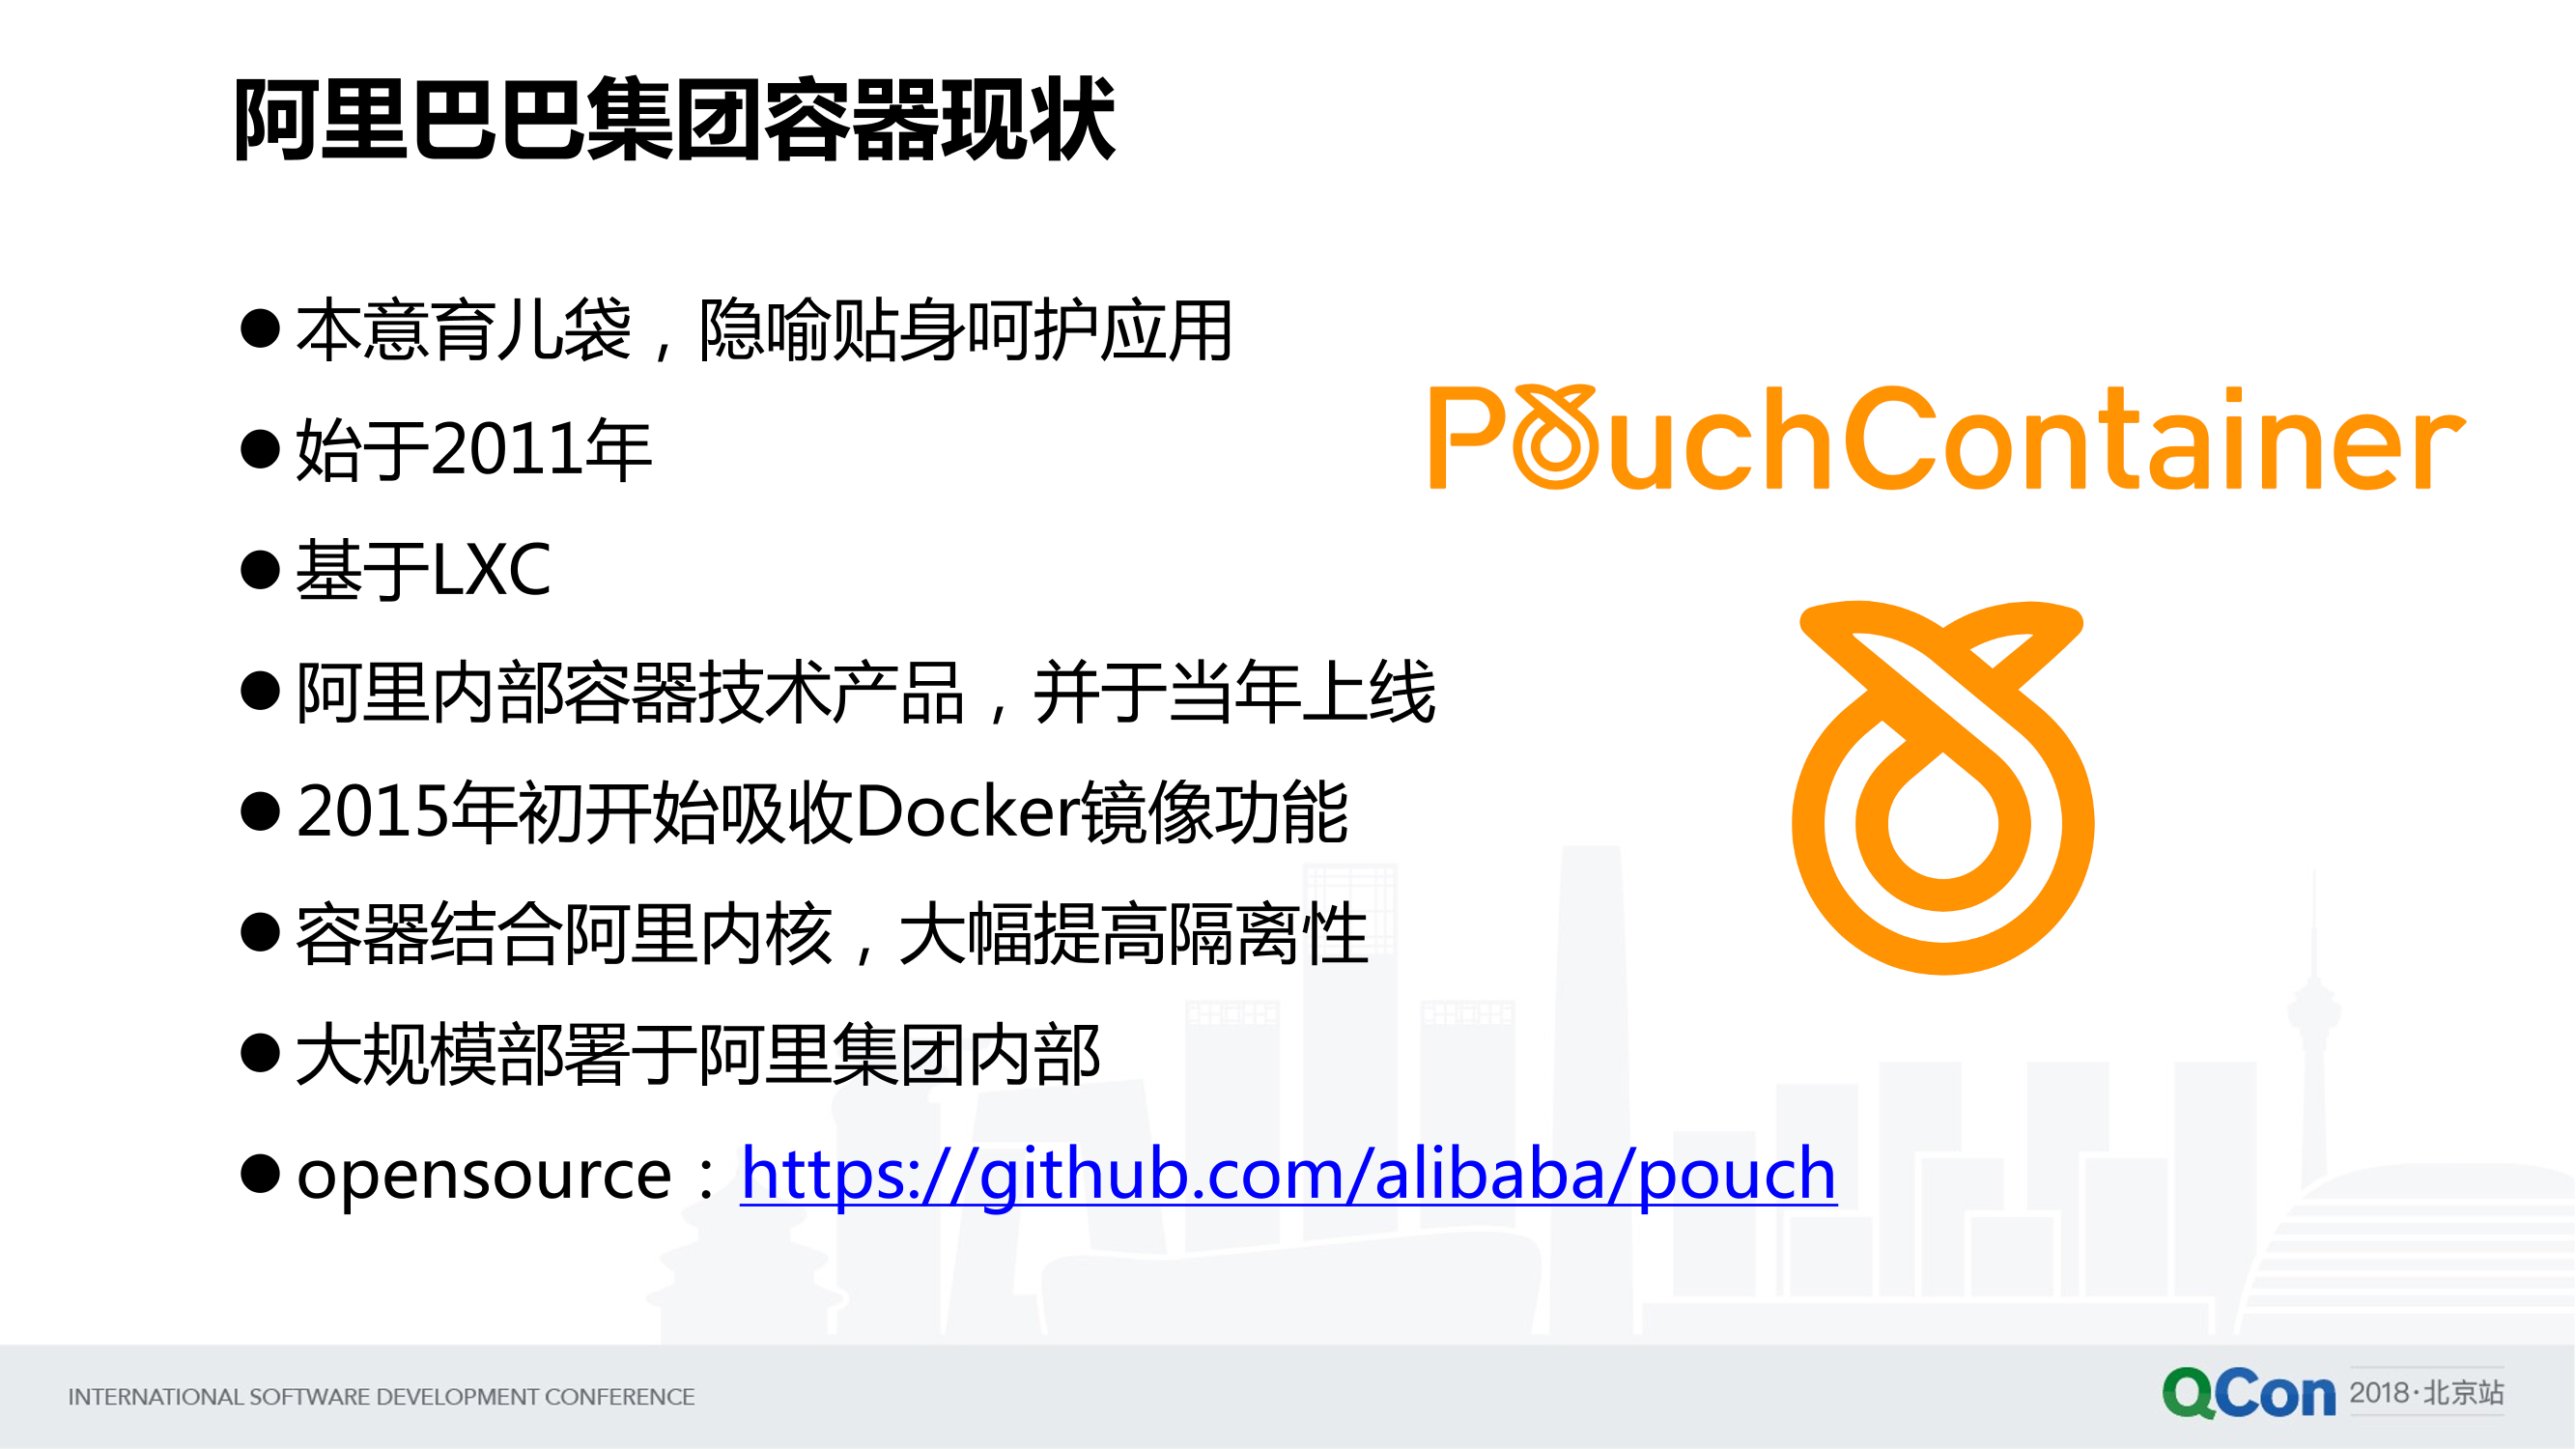 阿里巴巴集团容器现状
● 本意育儿袋，隐喻贴身呵护应用
● 始于2011年
● 基于LXC
● 阿里内部容器技术产品，并于当年上线
● 2015年初开始吸收Docker镜像功能
● 容器结合阿里内核，大幅提高隔离性
● 大规模部署于阿里集团内部
● opensource：https://github.com/alibaba/pouch
PouchContainer
INTERNATIONAL SOFTWARE DEVELOPMENT CONFERENCE
QCon 2018·北京站